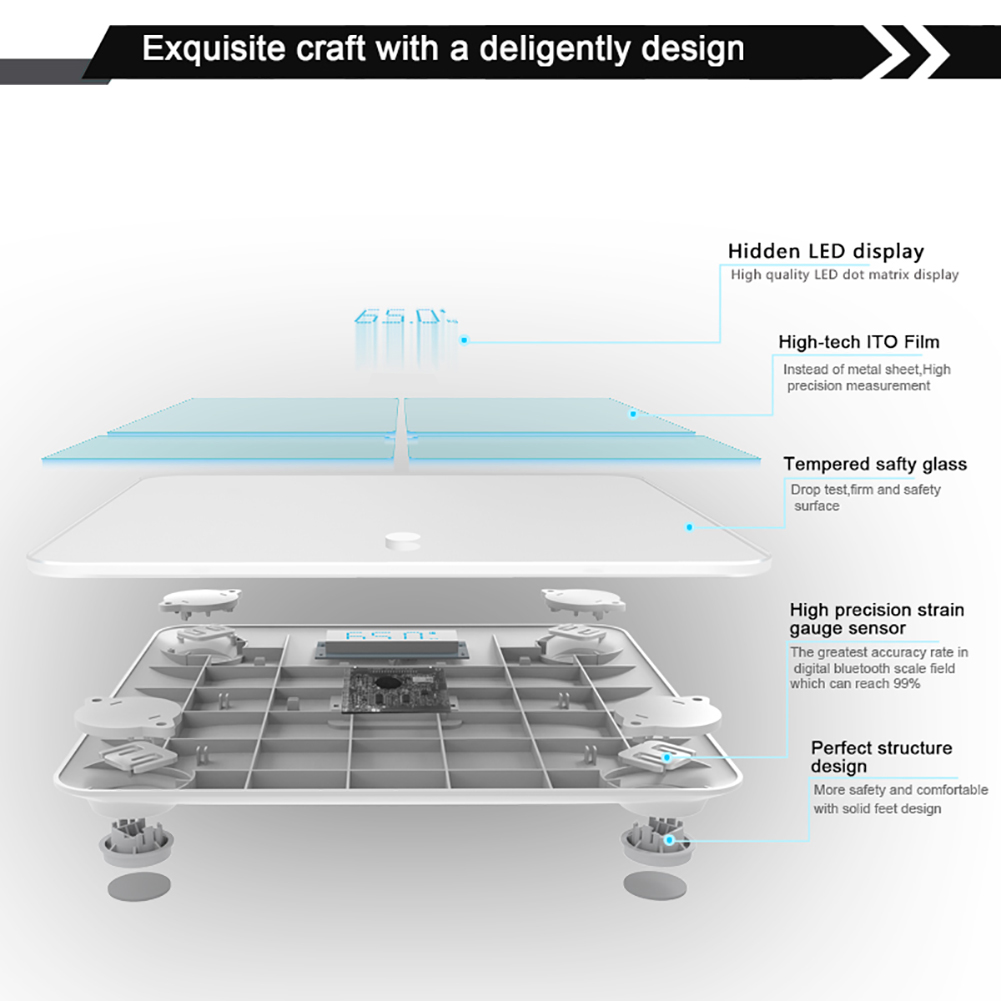 Exquisite craft with a deligently design
Hidden LED display
High quality LED dot matrix display
65.0
High-tech ITO Film
Instead of metal sheet,High
precision measurement
Tempered safty glass
Drop test,firm and safety
surface
High precision strain
gauge sensor
The greatest accuracy rate in
digital bluetooth scale field
which can reach 99%
65.0
Perfect structure
design
More safety and comfortable
with solid feet design